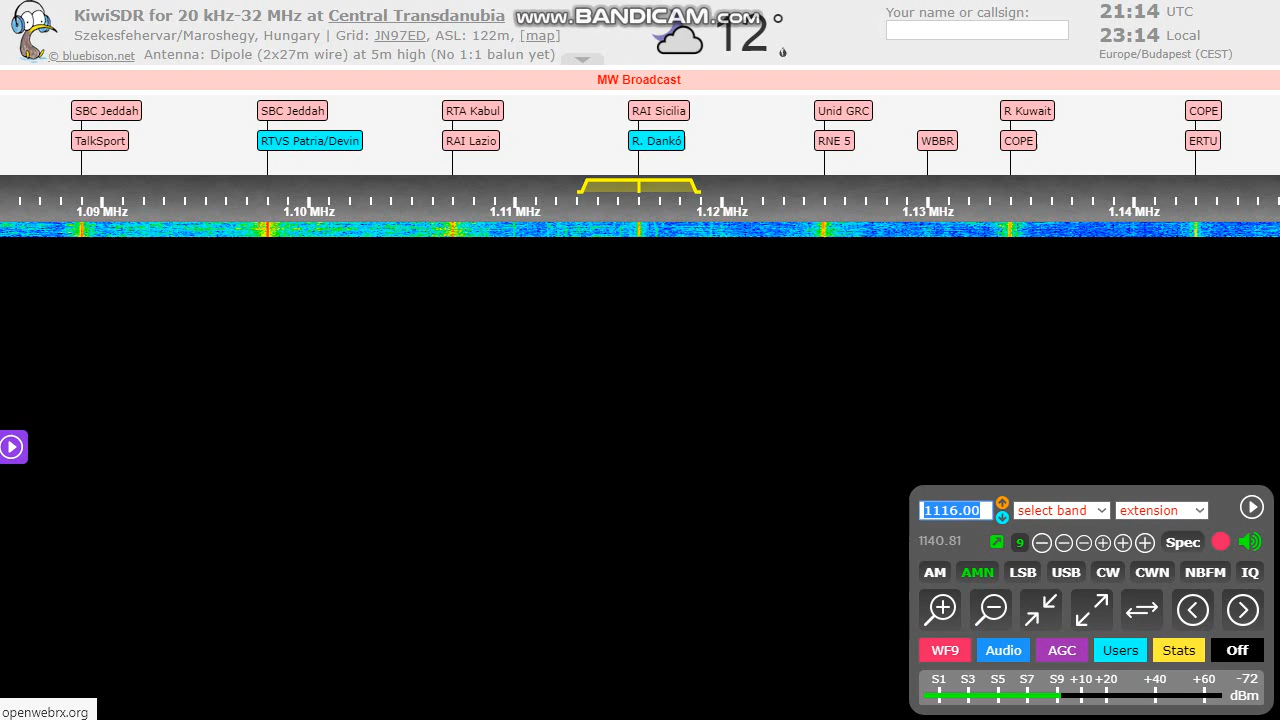 KiwiSDR for 20 kHz-32 MHz at Central Transdanubia
Szekesfehervar/Maroshegy, Hungary | Grid: JN97ED, ASL: 122m, [map]
© bluebison.net Antenna: Dipole (2x27m wire) at 5m high (No 1:1 balun yet)
www.BANDICAM.com
12°
Your name or callsign:
21:14 UTC
23:14 Local
Europe/Budapest (CEST)
MW Broadcast
SBC Jeddah SBC Jeddah RTA Kabul RAI Sicilia Unid GRC R Kuwait COPE
TalkSport RTVS Patria/Devin RAI Lazio R. Dankó RNE 5 WBBR COPE ERTU
1.09 MHz 1.10 MHz 1.11 MHz 1.12 MHz 1.13 MHz 1.14 MHz
1116.00 select band extension
1140.81 9 Spec
AM AMN LSB USB CW CWN NBFM IQ
WF9 Audio AGC Users Stats Off
S1 S3 S5 S7 S9 +10 +20 +40 +60 -72
dBm
openwebrx.org